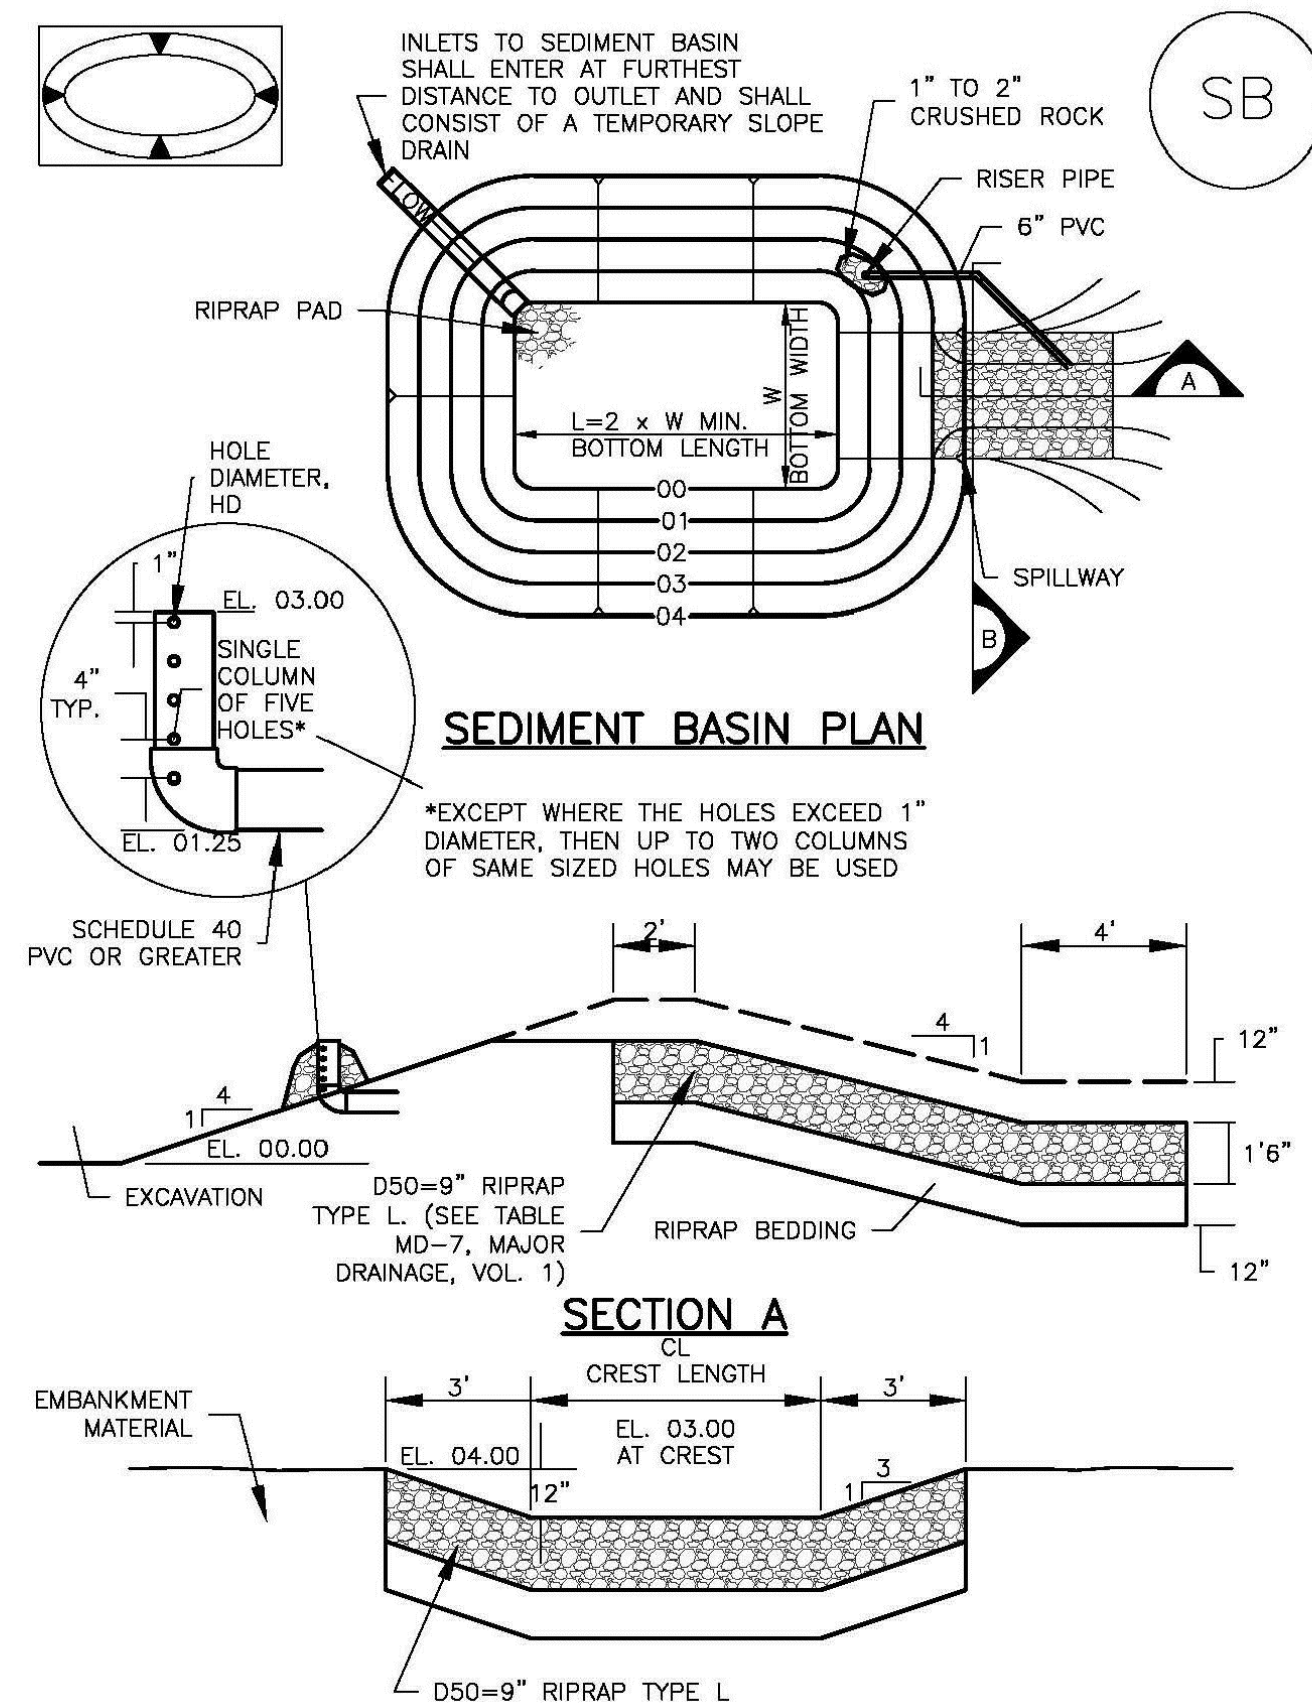 INLETS TO SEDIMENT BASIN
SHALL ENTER AT FURTHEST
DISTANCE TO OUTLET AND SHALL
CONSIST OF A TEMPORARY SLOPE
DRAIN
1" TO 2"
CRUSHED ROCK
SB
RISER PIPE
6" PVC
FLOW
RIPRAP PAD
W
BOTTOM WIDTH
L=2 x W MIN.
BOTTOM LENGTH
A
00
01
02
03
04
SPILLWAY
B
HOLE
DIAMETER,
HD
1"
EL. 03.00
4"
TYP.
SINGLE
COLUMN
OF FIVE
HOLES*
EL. 01.25
SEDIMENT BASIN PLAN
*EXCEPT WHERE THE HOLES EXCEED 1"
DIAMETER, THEN UP TO TWO COLUMNS
OF SAME SIZED HOLES MAY BE USED
SCHEDULE 40
PVC OR GREATER
2'
4'
4
1
12"
4
1
EL. 00.00
EXCAVATION
1'6"
D50=9" RIPRAP
TYPE L. (SEE TABLE
MD-7, MAJOR
DRAINAGE, VOL. 1)
RIPRAP BEDDING
12"
SECTION A
CL
CREST LENGTH
3'
3'
EMBANKMENT
MATERIAL
EL. 04.00
EL. 03.00
AT CREST
12"
3
1
D50=9" RIPRAP TYPE L